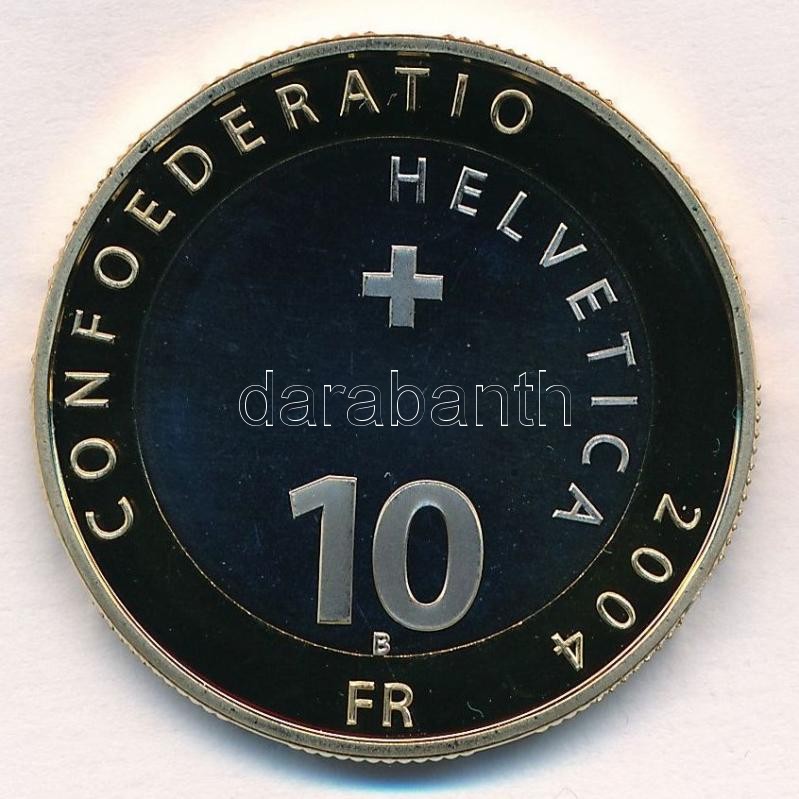 CONFOEDERATIO
HELVETICA
2004
10
B
FR
darabanth